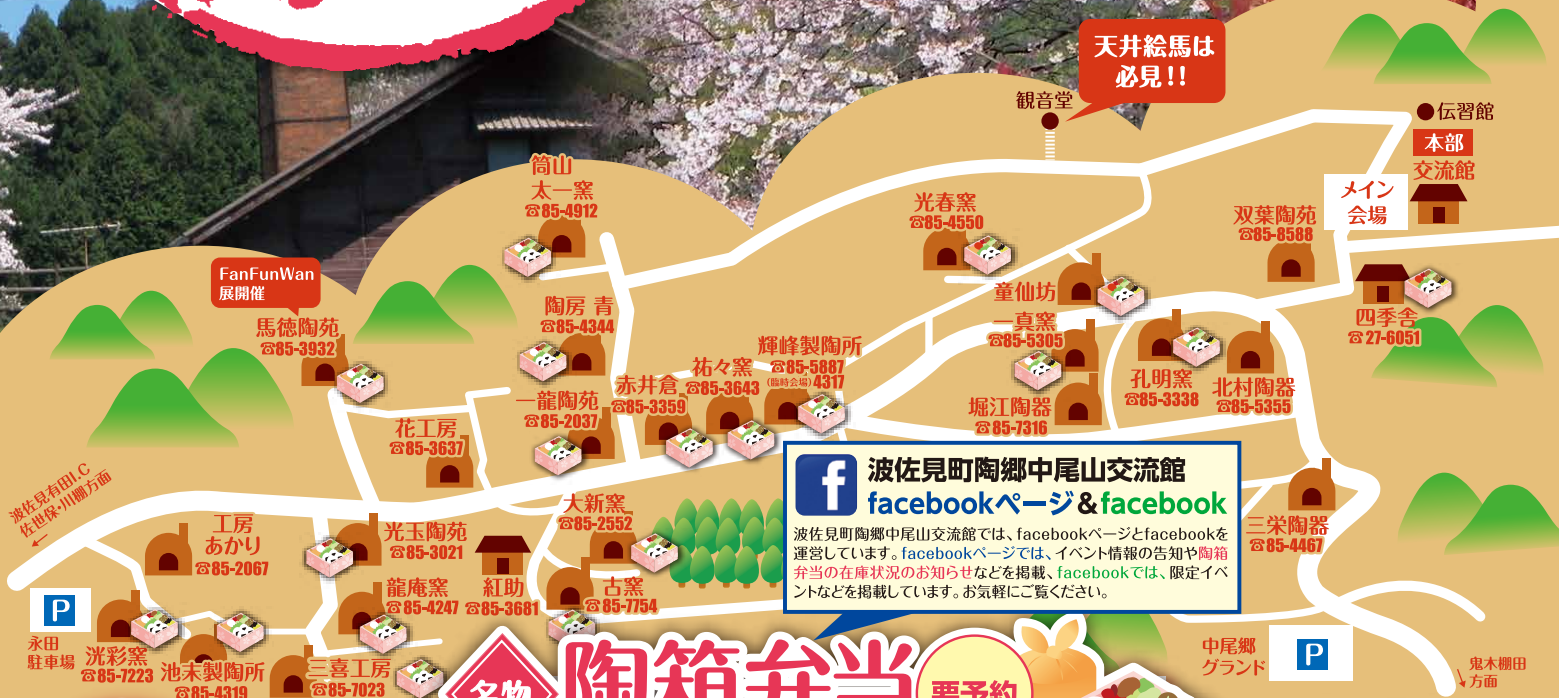 天井絵馬は
必見!!
観音堂
伝習館
本部
交流館
メイン
会場
筒山
太一窯
☎85-4912
光春窯
☎85-4550
双葉陶苑
☎85-8588
FanFunWan
展開催
馬徳陶苑
☎85-3932
陶房 青
☎85-4344
童仙坊
一真窯
☎85-5305
四季舎
☎27-6051
輝峰製陶所
☎85-5887
(臨時会場)4317
祐々窯
☎85-3643
赤井倉
☎85-3359
一龍陶苑
☎85-2037
孔明窯
☎85-3338
北村陶器
☎85-5355
堀江陶器
☎85-7316
花工房
☎85-3637
波佐見有田I.C
佐世保・川棚方面
工房
あかり
☎85-2067
光玉陶苑
☎85-3021
大新窯
☎85-2552
三栄陶器
☎85-4467
龍庵窯
☎85-4247
紅助
☎85-3681
古窯
☎85-7754
P
永田
駐車場
洸彩窯
☎85-7223
池末製陶所
☎85-4319
三喜工房
☎85-7023
f
波佐見町陶郷中尾山交流館
facebookページ&facebook
波佐見町陶郷中尾山交流館では、facebookページとfacebookを
運営しています。facebookページでは、イベント情報の告知や陶箱
弁当の在庫状況のお知らせなどを掲載、facebookでは、限定イベ
ントなどを掲載しています。お気軽にご覧ください。
名物
陶箱弁当
要予約
中尾郷
グランド
P
鬼木棚田
方面